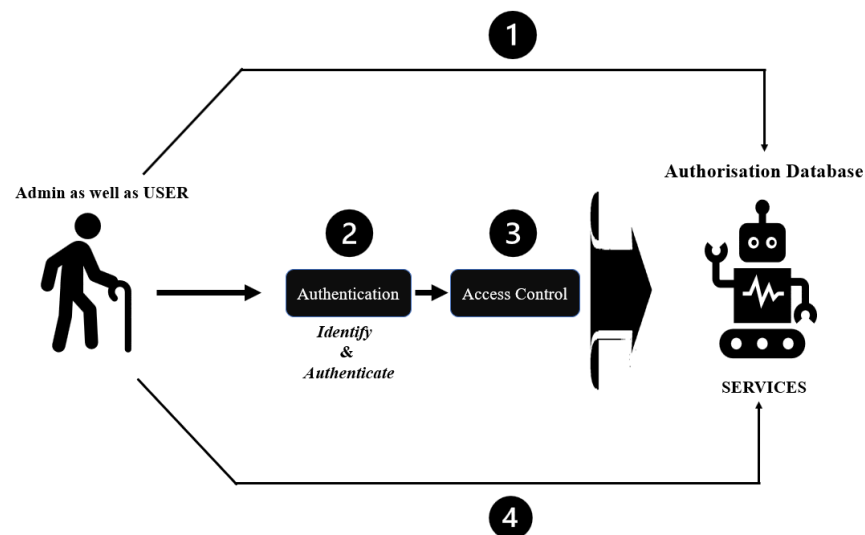 1
Authorisation Database
Admin as well as USER
2
3
Authentication
Access Control
Identify
&
Authenticate
SERVICES
4